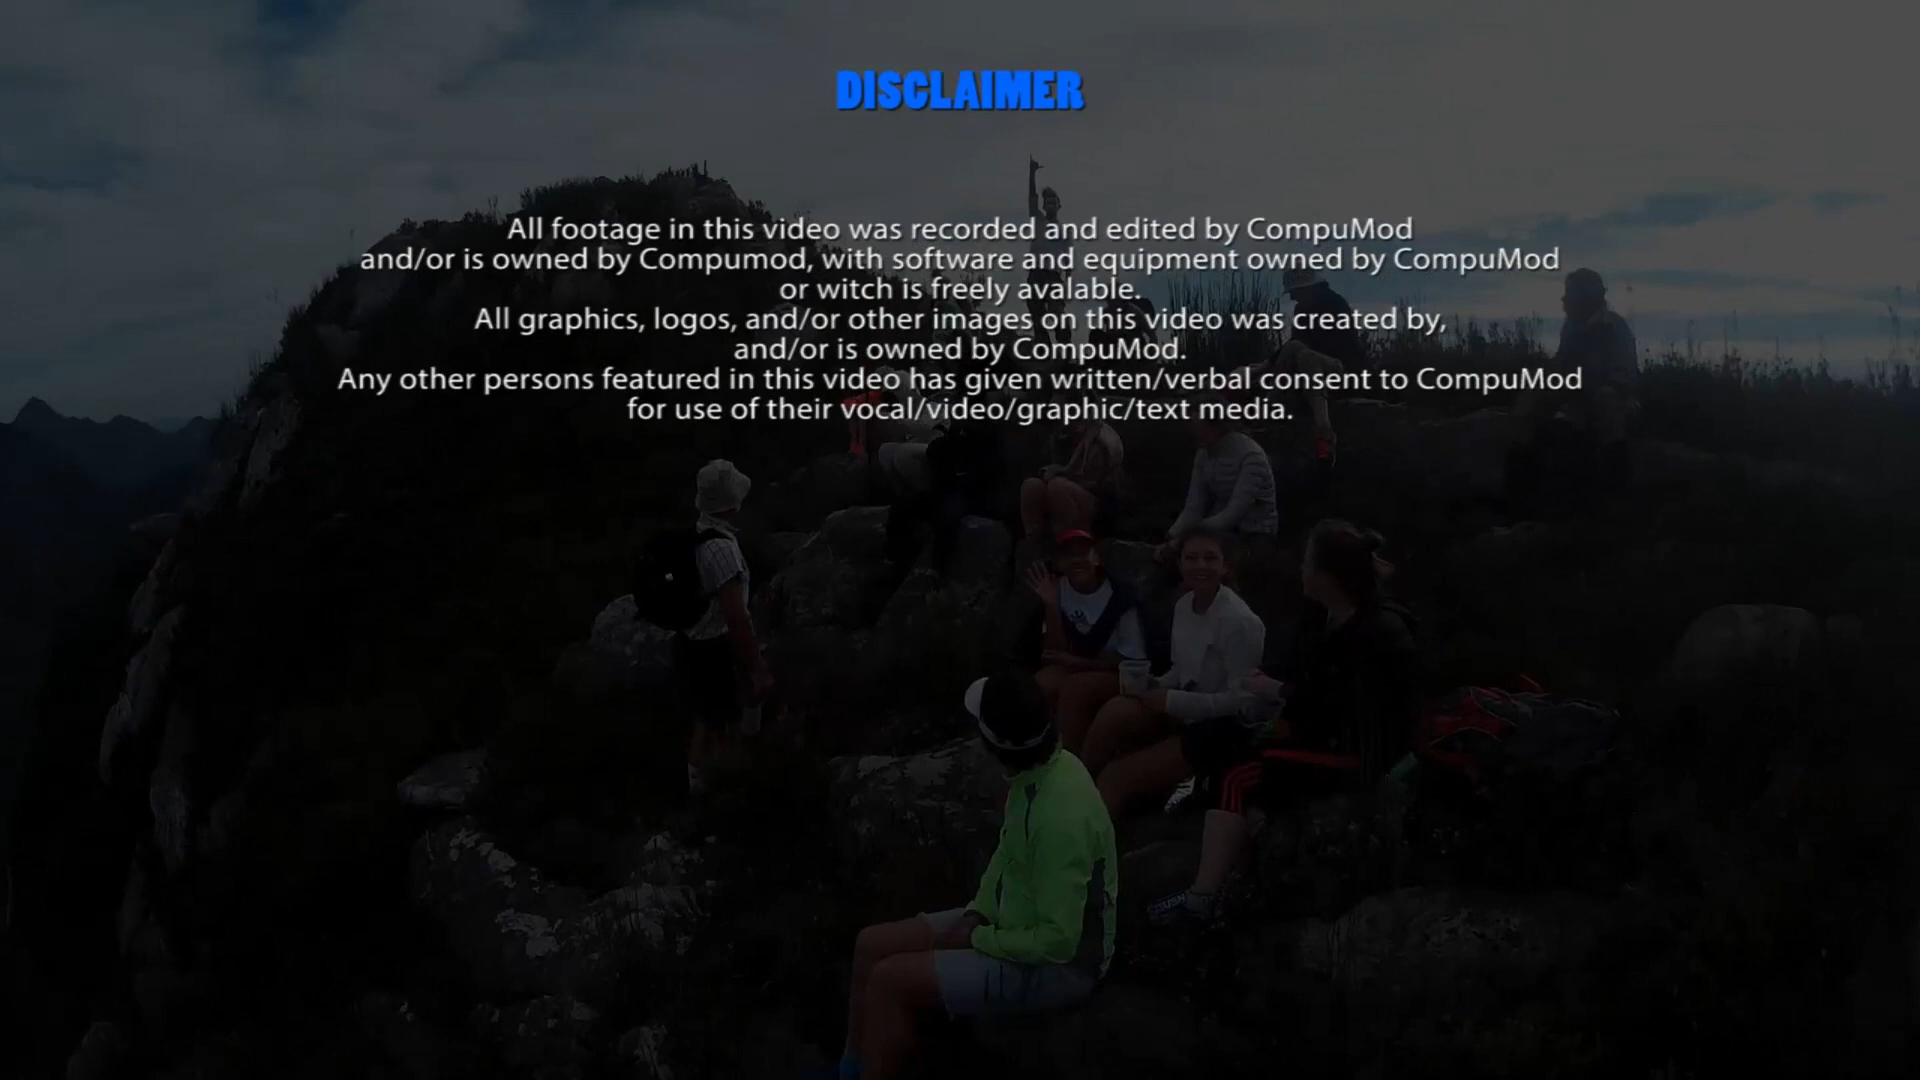 DISCLAIMER
All footage in this video was recorded and edited by CompuMod
and/or is owned by Compumod, with software and equipment owned by CompuMod
or witch is freely avalable.
All graphics, logos, and/or other images on this video was created by,
and/or is owned by CompuMod.
Any other persons featured in this video has given written/verbal consent to CompuMod
for use of their vocal/video/graphic/text media.